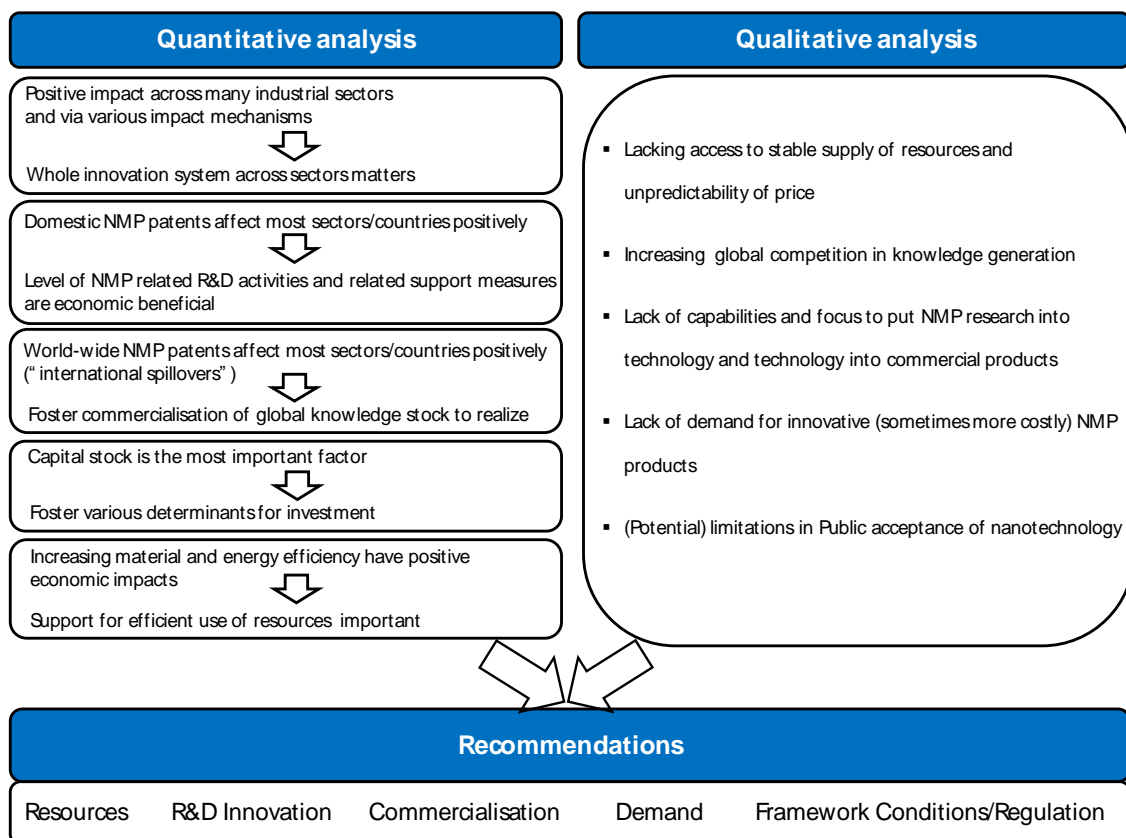 Quantitative analysis
Positive impact across many industrial sectors
and via various impact mechanisms
Whole innovation system across sectors matters
Domestic NMP patents affect most sectors/countries positively
Level of NMP related R&D activities and related support measures
are economic beneficial
World-wide NMP patents affect most sectors/countries positively
(“ international spillovers” )
Foster commercialisation of global knowledge stock to realize
Capital stock is the most important factor
Foster various determinants for investment
Increasing material and energy efficiency have positive
economic impacts
Support for efficient use of resources important
Qualitative analysis
▪ Lacking access to stable supply of resources and
unpredictability of price
▪ Increasing global competition in knowledge generation
▪ Lack of capabilities and focus to put NMP research into
technology and technology into commercial products
▪ Lack of demand for innovative (sometimes more costly) NMP
products
▪ (Potential) limitations in Public acceptance of nanotechnology
Recommendations
Resources R&D Innovation Commercialisation Demand Framework Conditions/Regulation